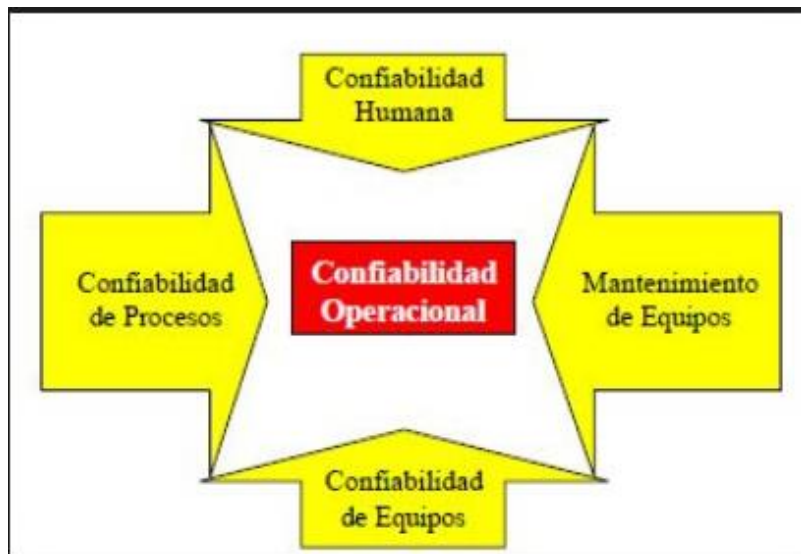 Confiabilidad
Humana
Confiabilidad
de Procesos
Confiabilidad
Operacional
Mantenimiento
de Equipos
Confiabilidad
de Equipos